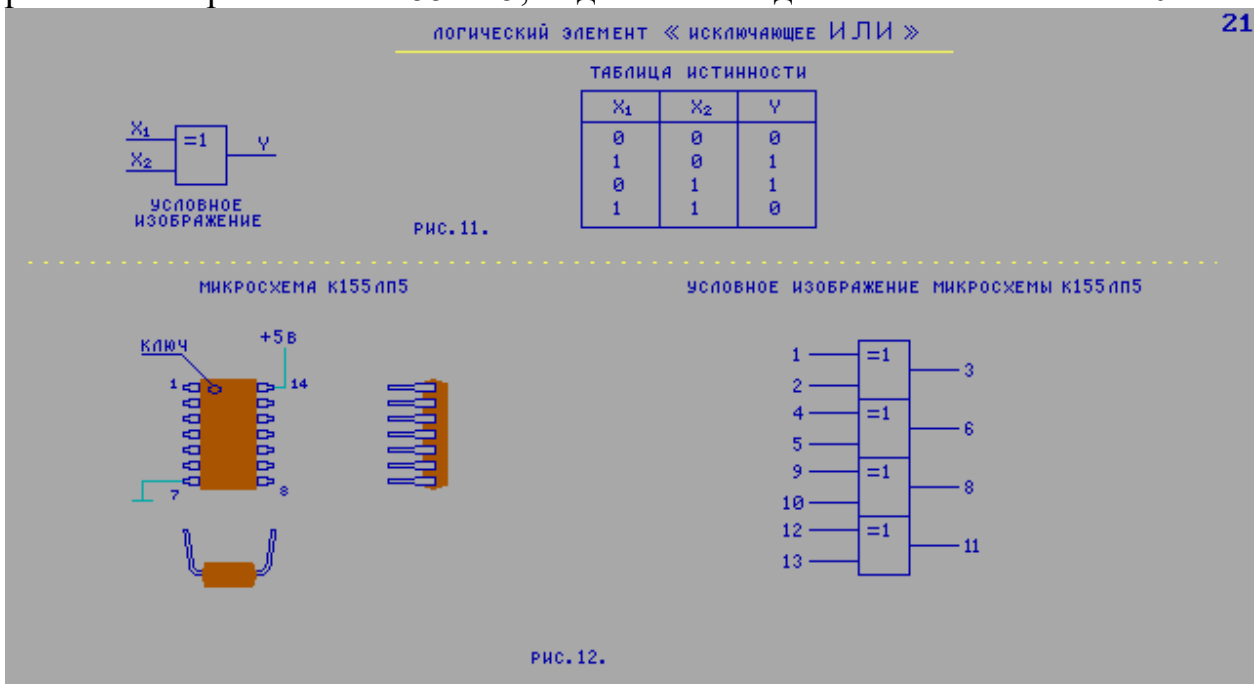 21
ЛОГИЧЕСКИЙ ЭЛЕМЕНТ « ИСКЛЮЧАЮЩЕЕ ИЛИ »
ТАБЛИЦА ИСТИННОСТИ
X₁ X₂ Y
0 0 0
1 0 1
0 1 1
1 1 0
X₁
X₂
=1
Y
УСЛОВНОЕ
ИЗОБРАЖЕНИЕ
РИС.11.
МИКРОСХЕМА К155ЛП5
КЛЮЧ
+5В
1
14
7
8
УСЛОВНОЕ ИЗОБРАЖЕНИЕ МИКРОСХЕМЫ К155ЛП5
1 =1 3
2
4 =1 6
5
9 =1 8
10
12 =1 11
13
РИС.12.